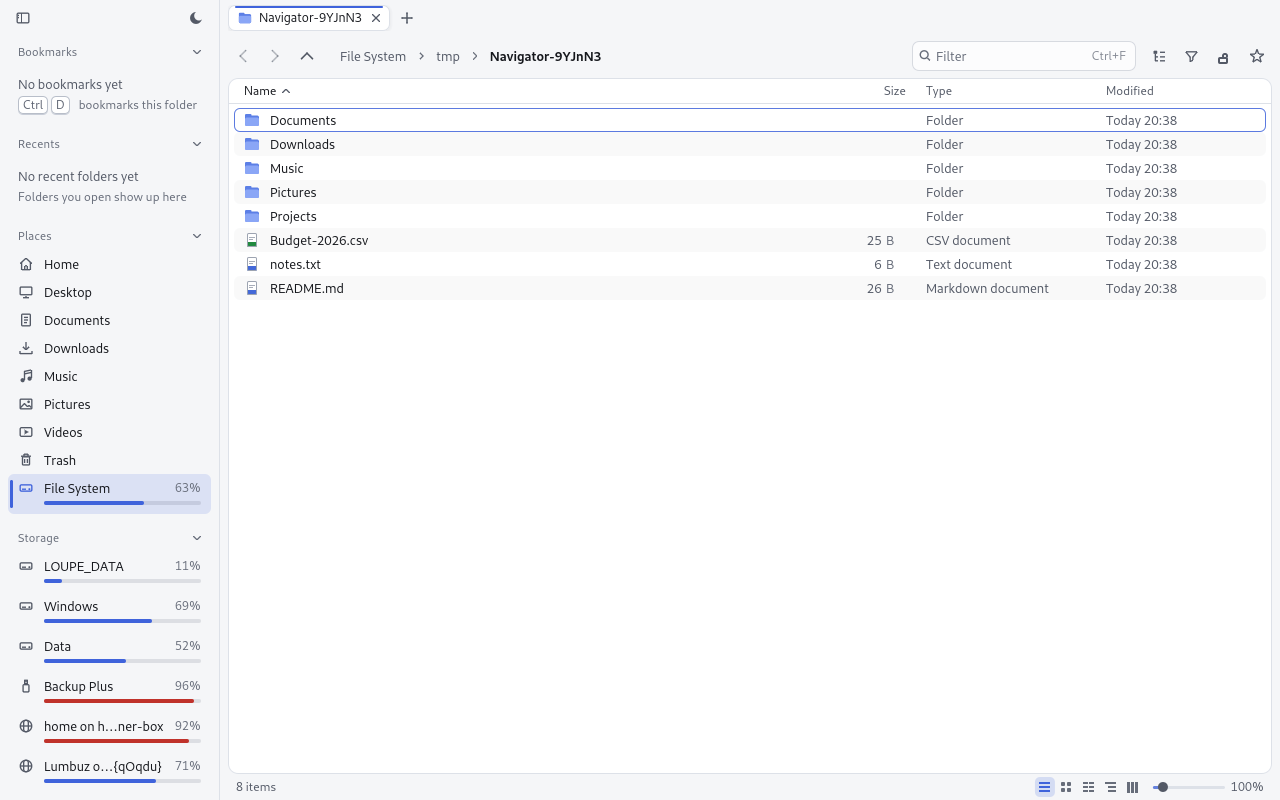 Navigator-9YJnN3
Bookmarks
No bookmarks yet
Ctrl D bookmarks this folder
Recents
No recent folders yet
Folders you open show up here
Places
Home
Desktop
Documents
Downloads
Music
Pictures
Videos
Trash
File System 63%
Storage
LOUPE_DATA 11%
Windows 69%
Data 52%
Backup Plus 96%
home on h...ner-box 92%
Lumbuz o...{qOqdu} 71%
File System tmp Navigator-9YJnN3
Filter Ctrl+F
Name Size Type Modified
Documents Folder Today 20:38
Downloads Folder Today 20:38
Music Folder Today 20:38
Pictures Folder Today 20:38
Projects Folder Today 20:38
Budget-2026.csv 25 B CSV document Today 20:38
notes.txt 6 B Text document Today 20:38
README.md 26 B Markdown document Today 20:38
8 items
100%